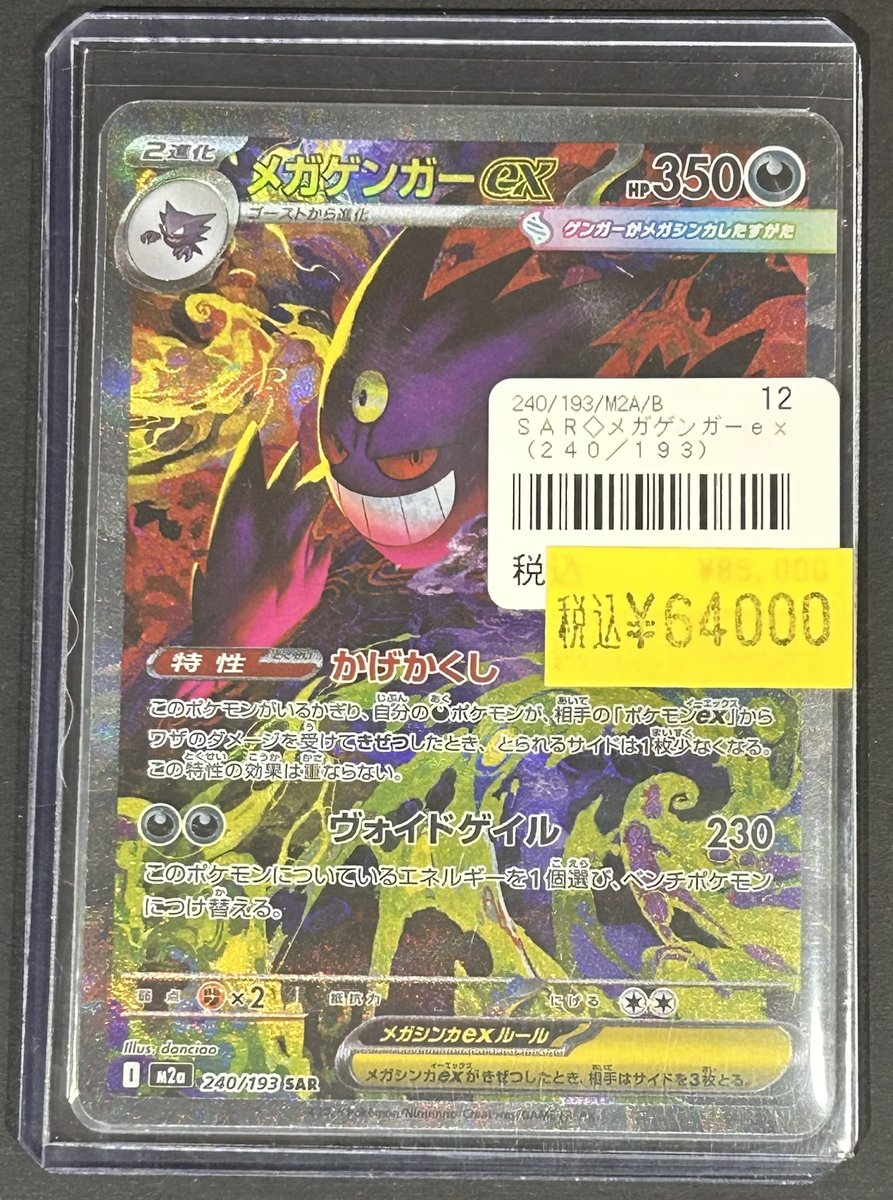 2進化
メガゲンガーex
HP350
ゴーストから進化
ゲンガーがメガシンカしたすがた
240/193/M2A/B 12
SAR◇メガゲンガーex
(240/193)
税
¥85,000
税込¥64000
特性 かげかくし
このポケモンがいるかぎり、自分の ポケモンが、相手の「ポケモンex」から
ワザのダメージを受けてきぜつしたとき、とられるサイドは1枚少なくなる。
この特性の効果は重ならない。
ヴォイドゲイル 230
このポケモンについているエネルギーを1個選び、ベンチポケモン
につけ替える。
弱点 ×2 抵抗力 にげる
Illus. danciao
メガシンカexルール
メガシンカexがきぜつしたとき、相手はサイドを3枚とる。
M2a 240/193 SAR